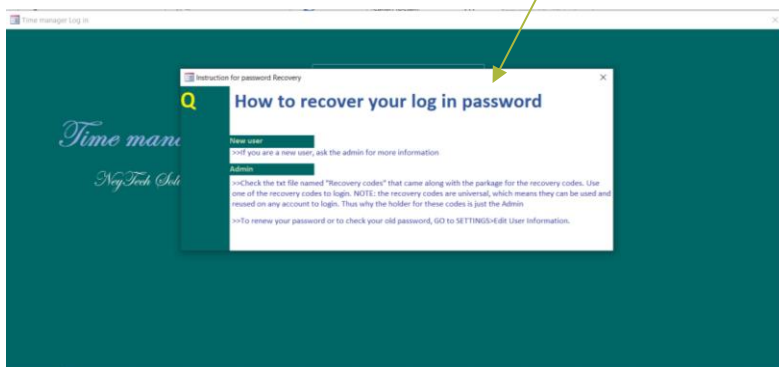 Time manager Log in
Instruction for password Recovery
Q
How to recover your log in password
Time mana
New user
>>If you are a new user, ask the admin for more information
Admin
NeyTech Solu
>>Check the txt file named "Recovery codes" that came along with the parkage for the recovery codes. Use
one of the recovery codes to login. NOTE: the recovery codes are universal, which means they can be used and
reused on any account to login. Thus why the holder for these codes is just the Admin
>>To renew your password or to check your old password, GO to SETTINGS>Edit User Information.